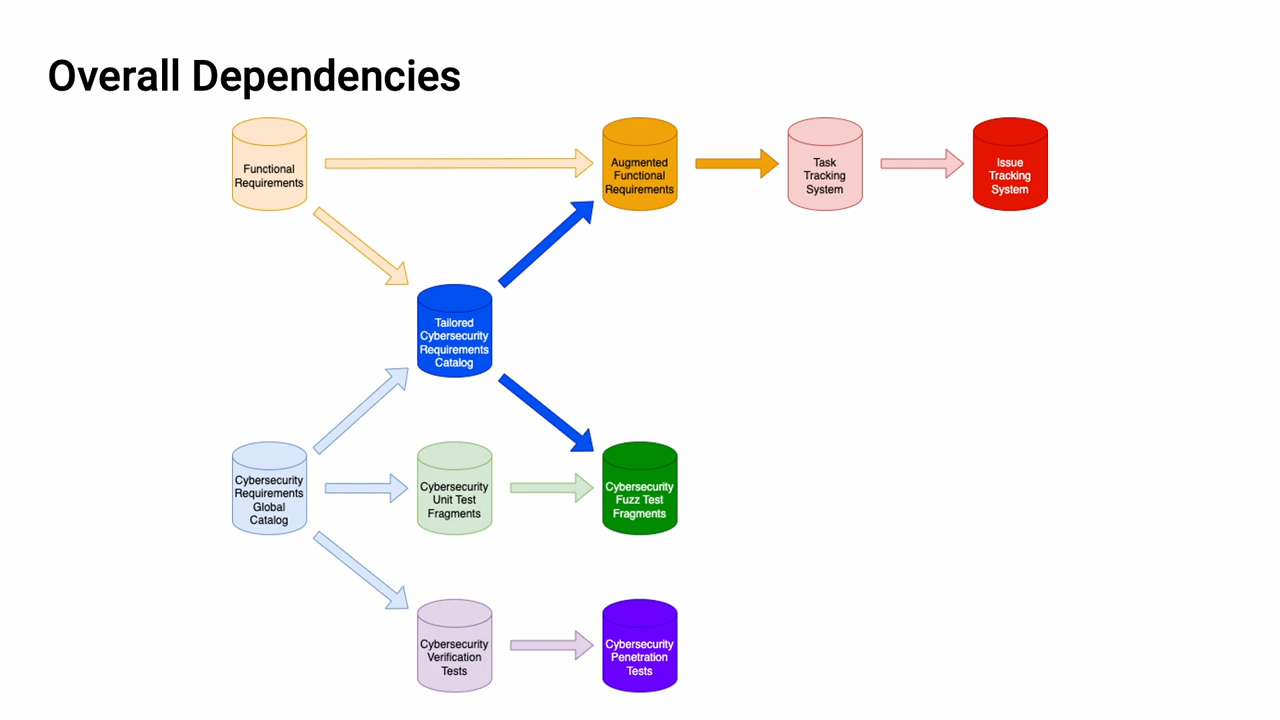 Overall Dependencies
Functional
Requirements
Augmented
Functional
Requirements
Task
Tracking
System
Issue
Tracking
System
Tailored
Cybersecurity
Requirements
Catalog
Cybersecurity
Requirements
Global
Catalog
Cybersecurity
Unit Test
Fragments
Cybersecurity
Fuzz Test
Fragments
Cybersecurity
Verification
Tests
Cybersecurity
Penetration
Tests